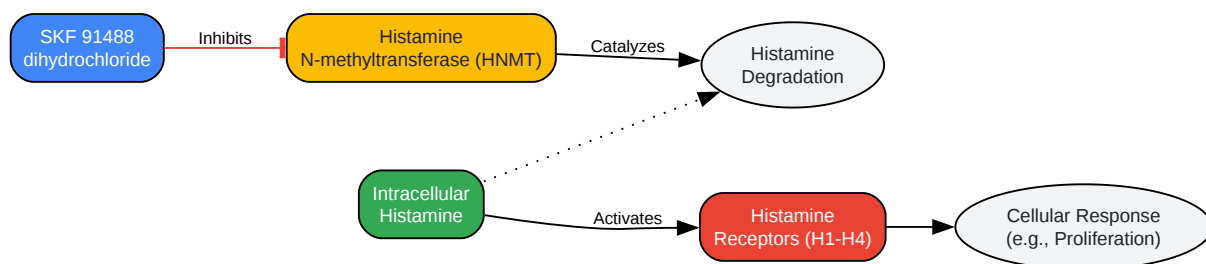 SKF 91488
dihydrochloride
Inhibits
Histamine
N-methyltransferase (HNMT)
Catalyzes
Histamine
Degradation
Intracellular
Histamine
Activates
Histamine
Receptors (H1-H4)
Cellular Response
(e.g., Proliferation)